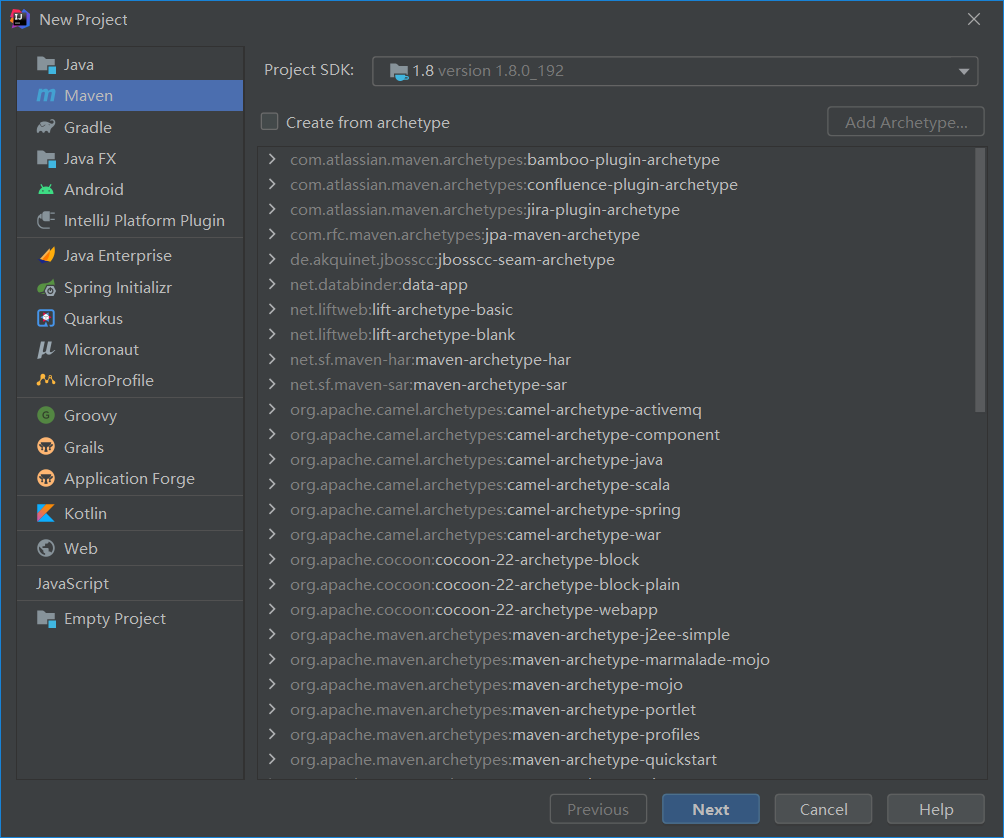 New Project
Java
Maven
Gradle
Java FX
Android
IntelliJ Platform Plugin
Java Enterprise
Spring Initializr
Quarkus
Micronaut
MicroProfile
Groovy
Grails
Application Forge
Kotlin
Web
JavaScript
Empty Project
Project SDK: 1.8 version 1.8.0_192
Create from archetype
Add Archetype...
com.atlassian.maven.archetypes:bamboo-plugin-archetype
com.atlassian.maven.archetypes:confluence-plugin-archetype
com.atlassian.maven.archetypes:jira-plugin-archetype
com.rfc.maven.archetypes:jpa-maven-archetype
de.akquinet.jbosscc:jbosscc-seam-archetype
net.databinder:data-app
net.liftweb:lift-archetype-basic
net.liftweb:lift-archetype-blank
net.sf.maven-har:maven-archetype-har
net.sf.maven-sar:maven-archetype-sar
org.apache.camel.archetypes:camel-archetype-activemq
org.apache.camel.archetypes:camel-archetype-component
org.apache.camel.archetypes:camel-archetype-java
org.apache.camel.archetypes:camel-archetype-scala
org.apache.camel.archetypes:camel-archetype-spring
org.apache.camel.archetypes:camel-archetype-war
org.apache.cocoon:cocoon-22-archetype-block
org.apache.cocoon:cocoon-22-archetype-block-plain
org.apache.cocoon:cocoon-22-archetype-webapp
org.apache.maven.archetypes:maven-archetype-j2ee-simple
org.apache.maven.archetypes:maven-archetype-marmalade-mojo
org.apache.maven.archetypes:maven-archetype-mojo
org.apache.maven.archetypes:maven-archetype-portlet
org.apache.maven.archetypes:maven-archetype-profiles
org.apache.maven.archetypes:maven-archetype-quickstart
Previous
Next
Cancel
Help